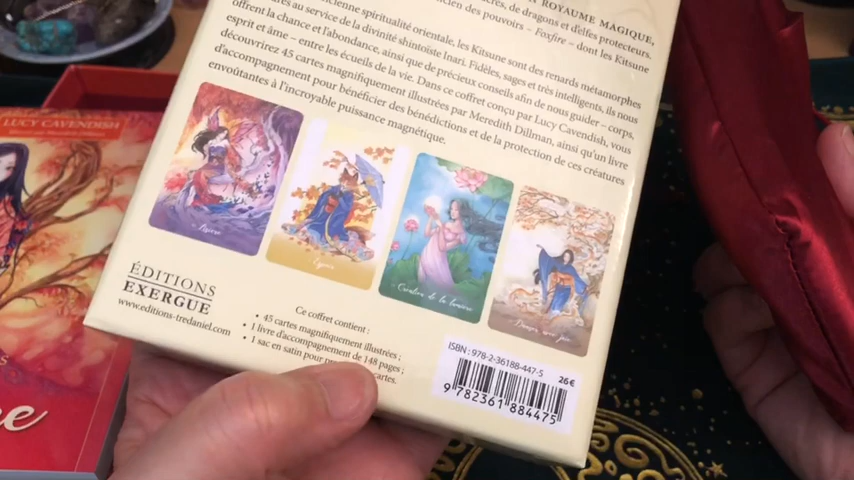 ROYAUME MAGIQUE,
de dragons et d'elfes protecteurs.
des pouvoirs – Foxfire – dont les Kitsune
spiritualité orientale, les Kitsune sont des renards métamorphes
au service de la divinité shintoïste Inari. Fidèles, sages et très intelligents, ils nous
offrent la chance et l'abondance, ainsi que de précieux conseils afin de nous guider – corps,
esprit et âme – entre les écueils de la vie. Dans ce coffret conçu par Lucy Cavendish, vous
découvrirez 45 cartes magnifiquement illustrées par Meredith Dillman, ainsi qu'un livre
d'accompagnement pour bénéficier des bénédictions et de la protection de ces créatures
envoûtantes à l'incroyable puissance magnétique.
LUCY CAVENDISH
Créatrice de la lumière
Danser avec
ÉDITIONS
EXERGUE
www.editions-tredaniel.com
Ce coffret contient :
• 45 cartes magnifiquement illustrées ;
• 1 livre d'accompagnement de 148 pages ;
• 1 sac en satin pour cartes.
ISBN : 978-2-36188-447-5
26 €
9 782361 884475